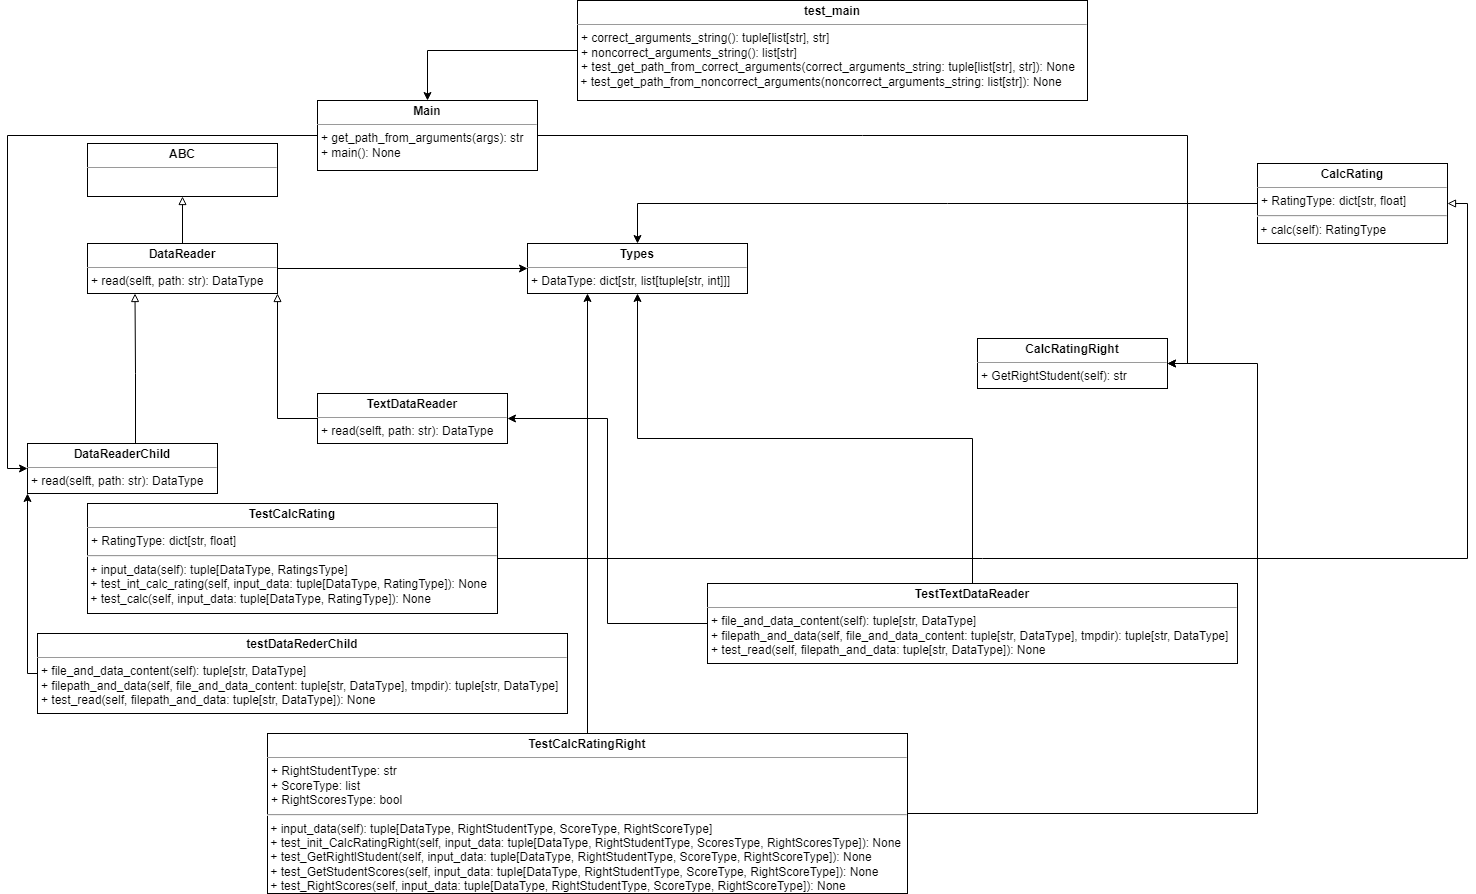 test_main
+ correct_arguments_string(): tuple[list[str], str]
+ noncorrect_arguments_string(): list[str]
+ test_get_path_from_correct_arguments(correct_arguments_string: tuple[list[str], str]): None
+ test_get_path_from_noncorrect_arguments(noncorrect_arguments_string: list[str]): None
Main
+ get_path_from_arguments(args): str
+ main(): None
ABC
CalcRating
+ RatingType: dict[str, float]
+ calc(self): RatingType
DataReader
+ read(selft, path: str): DataType
Types
+ DataType: dict[str, list[tuple[str, int]]]
CalcRatingRight
+ GetRightStudent(self): str
TextDataReader
+ read(selft, path: str): DataType
DataReaderChild
+ read(selft, path: str): DataType
TestCalcRating
+ RatingType: dict[str, float]
+ input_data(self): tuple[DataType, RatingsType]
+ test_int_calc_rating(self, input_data: tuple[DataType, RatingType]): None
+ test_calc(self, input_data: tuple[DataType, RatingType]): None
TestTextDataReader
+ file_and_data_content(self): tuple[str, DataType]
+ filepath_and_data(self, file_and_data_content: tuple[str, DataType], tmpdir): tuple[str, DataType]
+ test_read(self, filepath_and_data: tuple[str, DataType]): None
testDataRederChild
+ file_and_data_content(self): tuple[str, DataType]
+ filepath_and_data(self, file_and_data_content: tuple[str, DataType], tmpdir): tuple[str, DataType]
+ test_read(self, filepath_and_data: tuple[str, DataType]): None
TestCalcRatingRight
+ RightStudentType: str
+ ScoreType: list
+ RightScoresType: bool
+ input_data(self): tuple[DataType, RightStudentType, ScoreType, RightScoreType]
+ test_init_CalcRatingRight(self, input_data: tuple[DataType, RightStudentType, ScoresType, RightScoresType]): None
+ test_GetRightlStudent(self, input_data: tuple[DataType, RightStudentType, ScoreType, RightScoreType]): None
+ test_GetStudentScores(self, input_data: tuple[DataType, RightStudentType, ScoreType, RightScoreType]): None
+ test_RightScores(self, input_data: tuple[DataType, RightStudentType, ScoreType, RightScoreType]): None